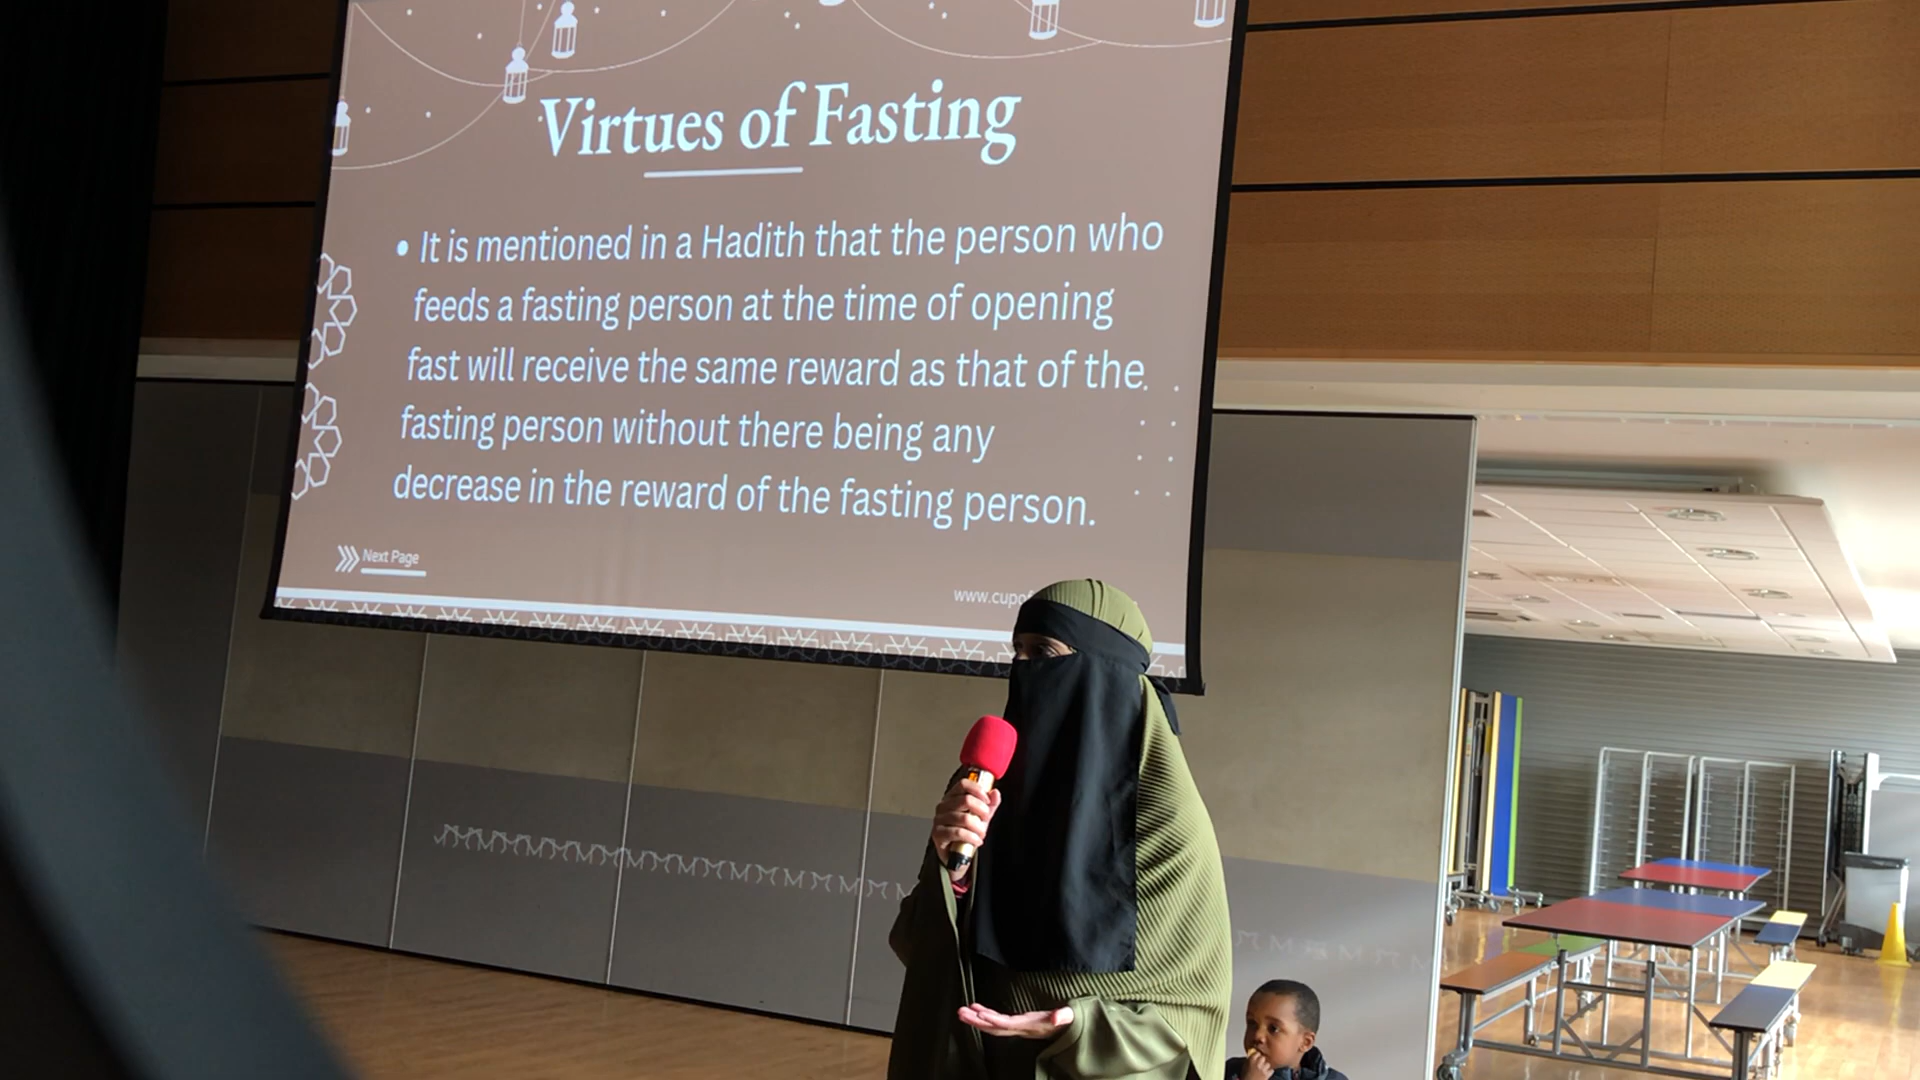 Virtues of Fasting
• It is mentioned in a Hadith that the person who
feeds a fasting person at the time of opening
fast will receive the same reward as that of the
fasting person without there being any
decrease in the reward of the fasting person.
Next Page